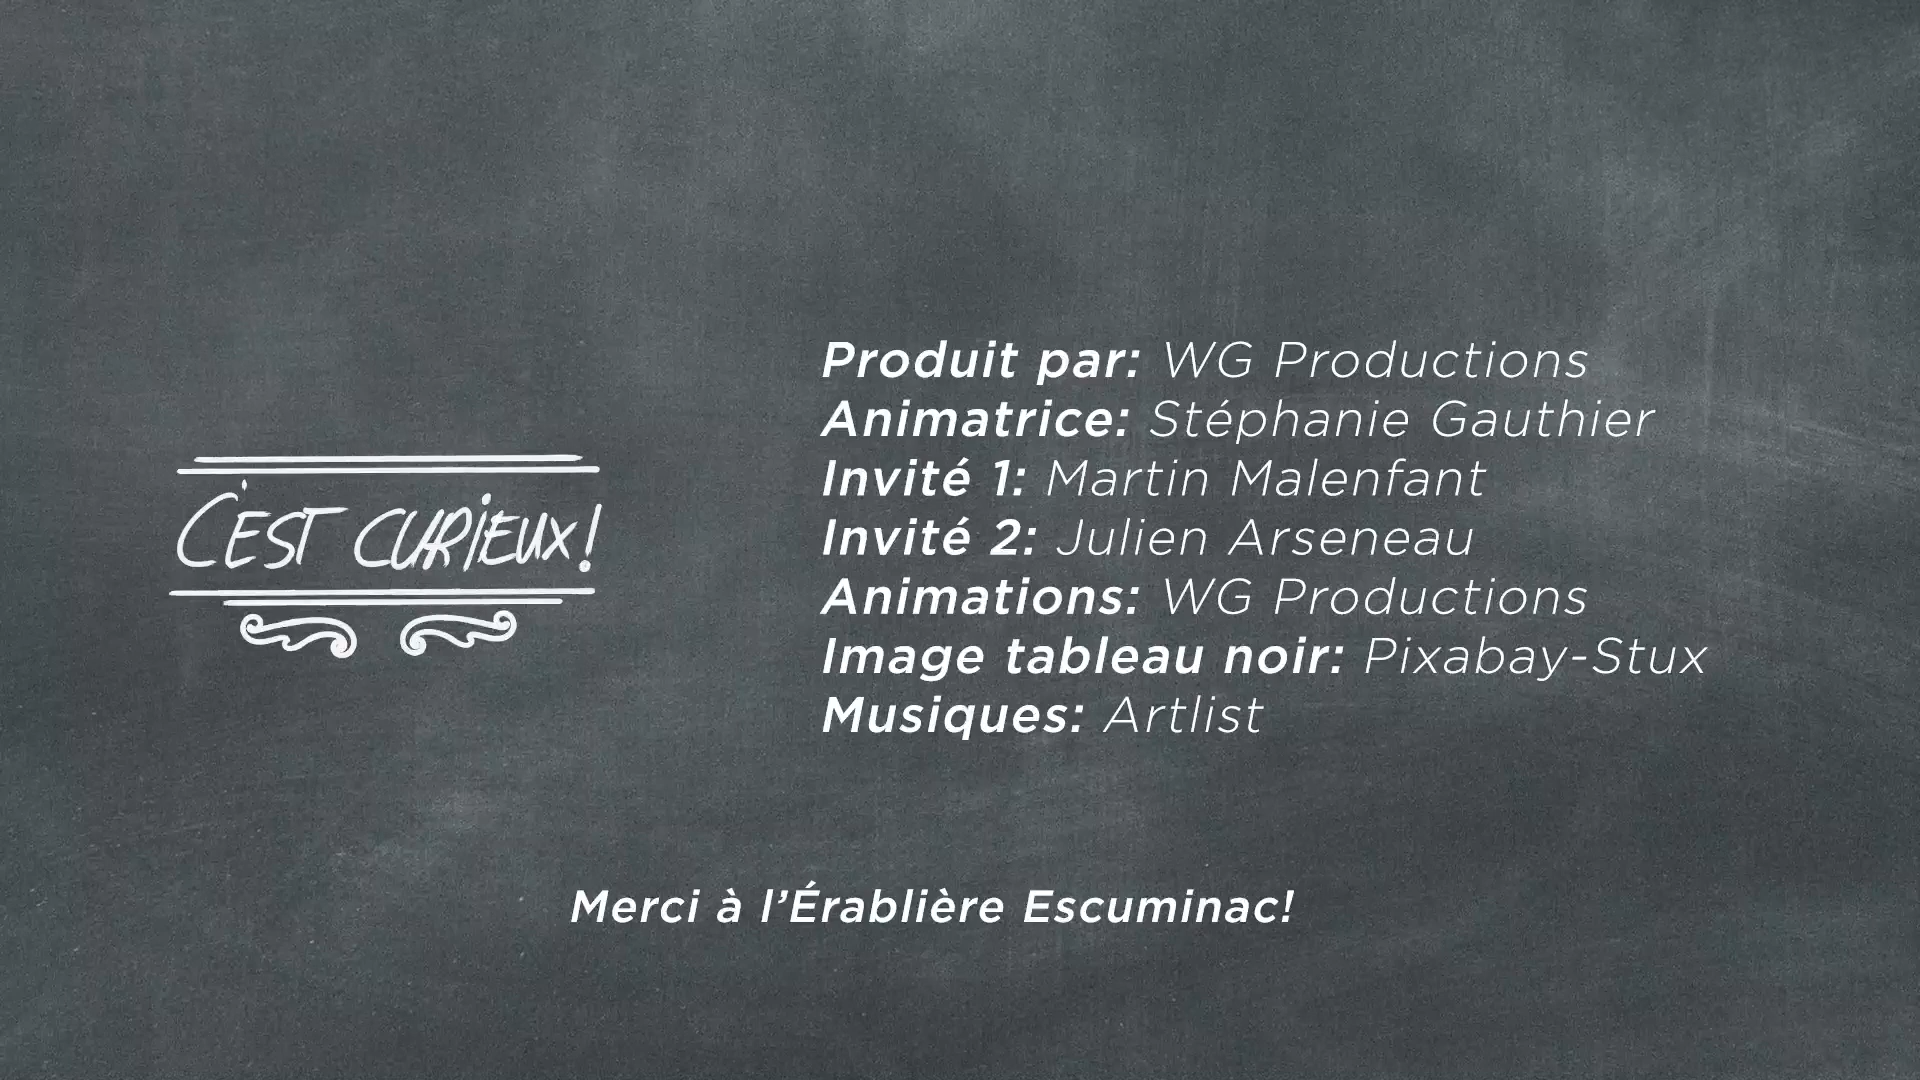 C'EST CURIEUX!
Produit par: WG Productions
Animatrice: Stéphanie Gauthier
Invité 1: Martin Malenfant
Invité 2: Julien Arseneau
Animations: WG Productions
Image tableau noir: Pixabay-Stux
Musiques: Artlist
Merci à l’Érablière Escuminac!